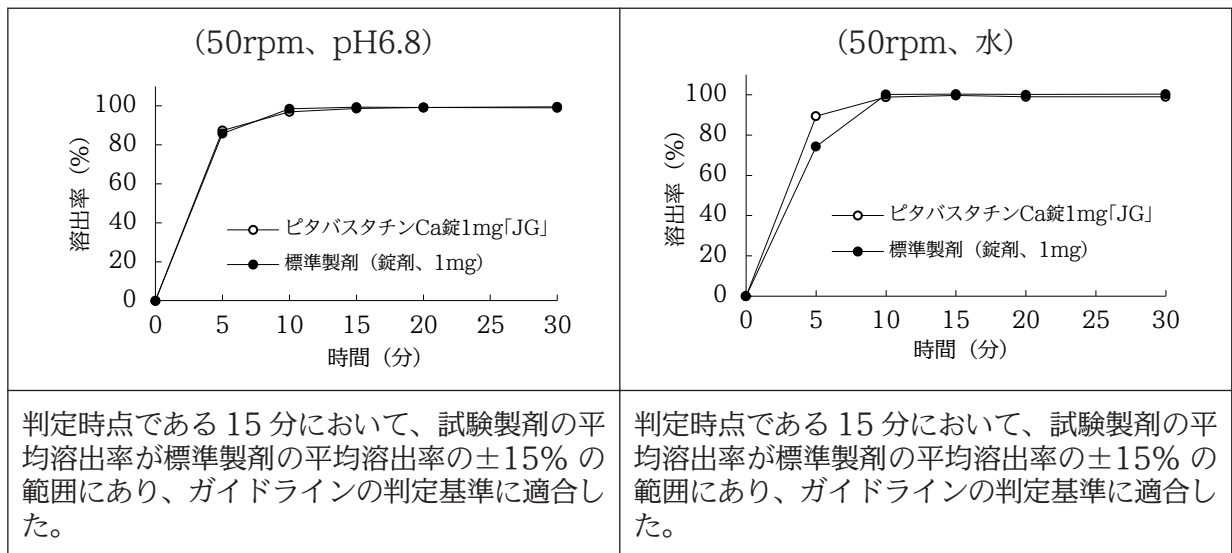 (50rpm、pH6.8)
100
80
60
40
20
0
溶出率 (%)
ピタバスタチンCa錠1mg「JG」
標準製剤(錠剤、1mg)
0 5 10 15 20 25 30
時間(分)
判定時点である 15 分において、試験製剤の平
均溶出率が標準製剤の平均溶出率の±15% の
範囲にあり、ガイドラインの判定基準に適合し
た。
(50rpm、水)
100
80
60
40
20
0
溶出率 (%)
ピタバスタチンCa錠1mg「JG」
標準製剤(錠剤、1mg)
0 5 10 15 20 25 30
時間(分)
判定時点である 15 分において、試験製剤の平
均溶出率が標準製剤の平均溶出率の±15% の
範囲にあり、ガイドラインの判定基準に適合し
た。